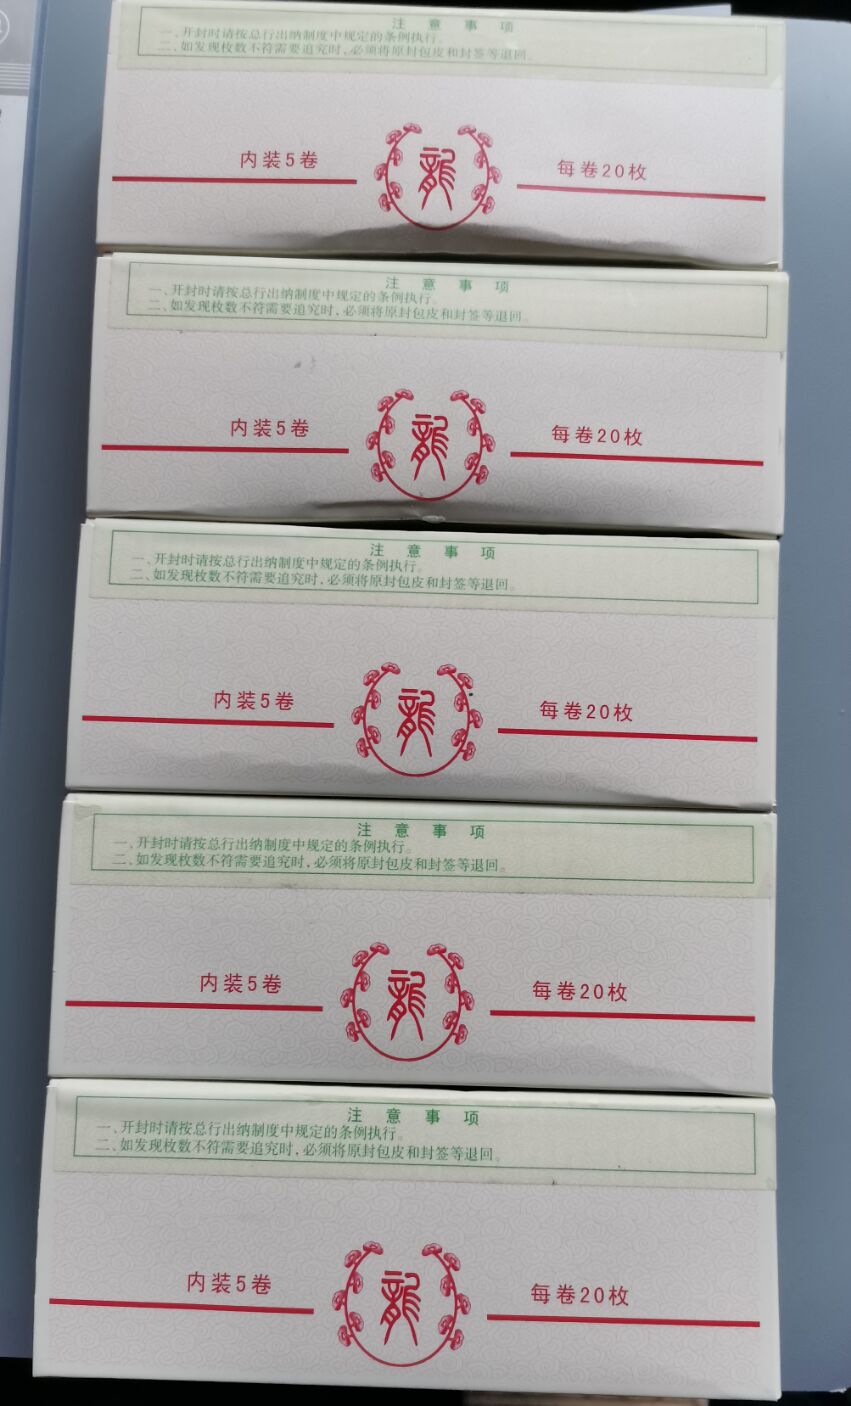 注意事项
一、开封时请按总行出纳制度中规定的条例执行。
二、如发现枚数不符需要追究时，必须将原封包皮和封签等退回。
内装5卷
龍
每卷20枚
注意事项
一、开封时请按总行出纳制度中规定的条例执行。
二、如发现枚数不符需要追究时，必须将原封包皮和封签等退回。
内装5卷
龍
每卷20枚
注意事项
一、开封时请按总行出纳制度中规定的条例执行。
二、如发现枚数不符需要追究时，必须将原封包皮和封签等退回。
内装5卷
龍
每卷20枚
注意事项
一、开封时请按总行出纳制度中规定的条例执行。
二、如发现枚数不符需要追究时，必须将原封包皮和封签等退回。
内装5卷
龍
每卷20枚
注意事项
一、开封时请按总行出纳制度中规定的条例执行。
二、如发现枚数不符需要追究时，必须将原封包皮和封签等退回。
内装5卷
龍
每卷20枚